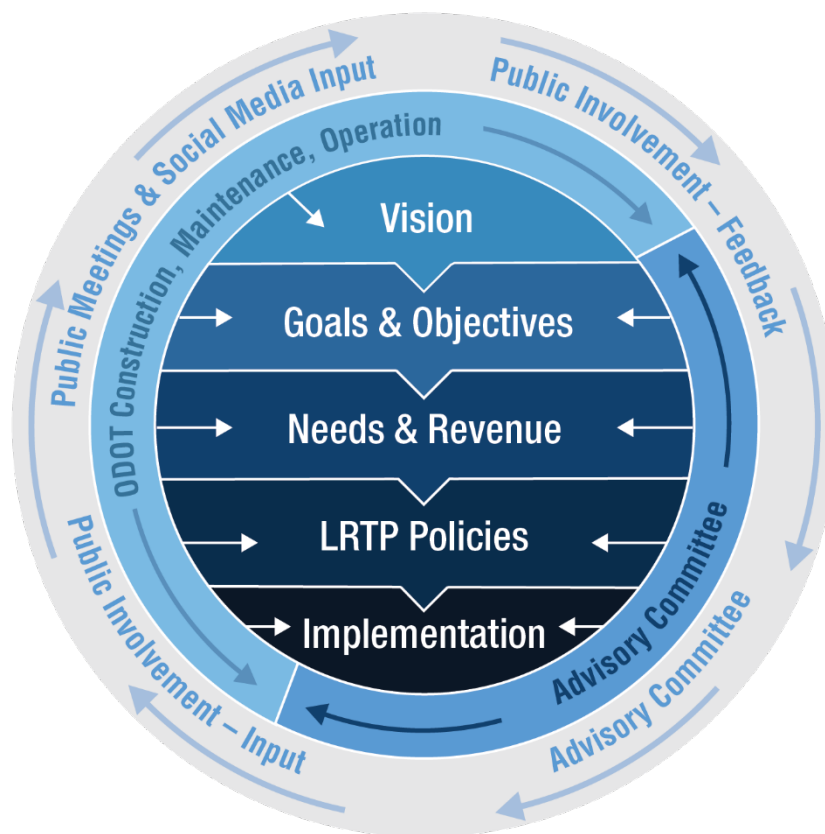 Public Meetings & Social Media Input
Public Involvement – Feedback
ODOT Construction, Maintenance, Operation
Vision
Goals & Objectives
Needs & Revenue
LRTP Policies
Implementation
Advisory Committee
Advisory Committee
Public Involvement – Input